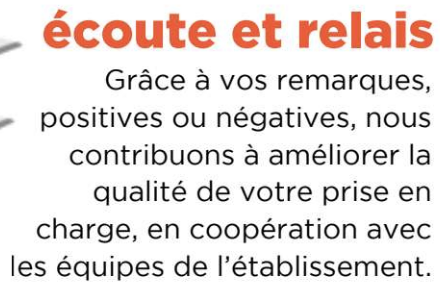 écoute et relais
Grâce à vos remarques,
positives ou négatives, nous
contribuons à améliorer la
qualité de votre prise en
charge, en coopération avec
les équipes de l'établissement.